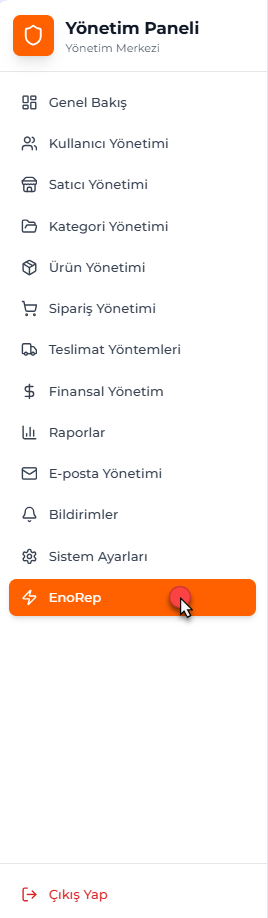 Yönetim Paneli
Yönetim Merkezi
Genel Bakış
Kullanıcı Yönetimi
Satıcı Yönetimi
Kategori Yönetimi
Ürün Yönetimi
Sipariş Yönetimi
Teslimat Yöntemleri
Finansal Yönetim
Raporlar
E-posta Yönetimi
Bildirimler
Sistem Ayarları
EnoRep
Çıkış Yap